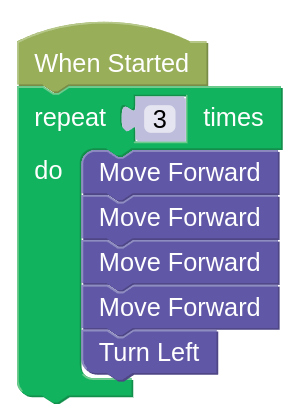 When Started
repeat 3 times
do Move Forward
Move Forward
Move Forward
Move Forward
Turn Left